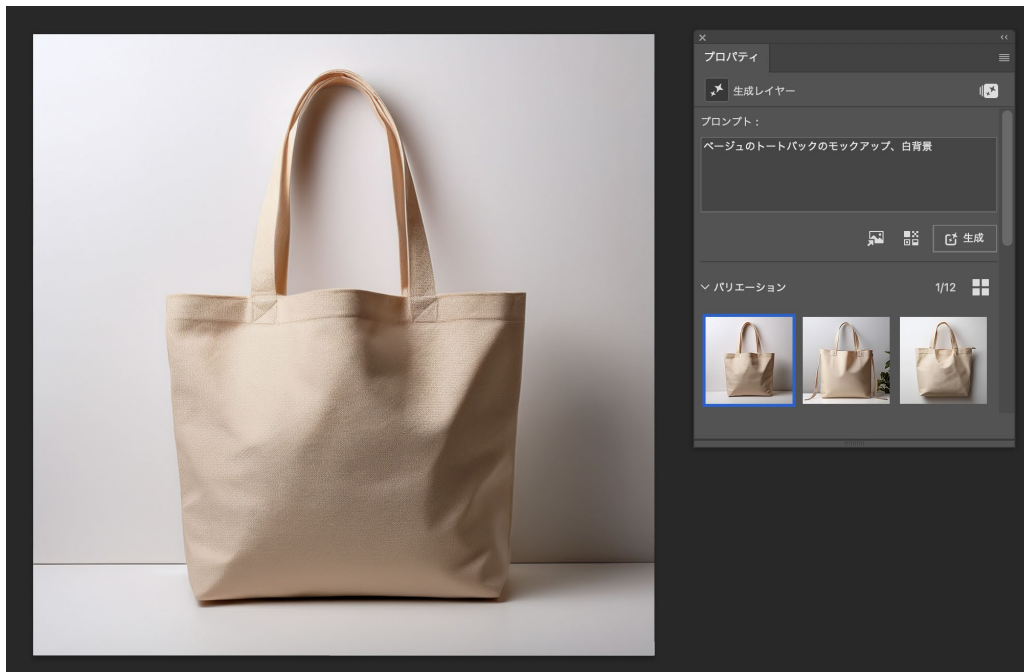 プロパティ
生成レイヤー
プロンプト：
ベージュのトートバックのモックアップ、白背景
生成
バリエーション
1/12